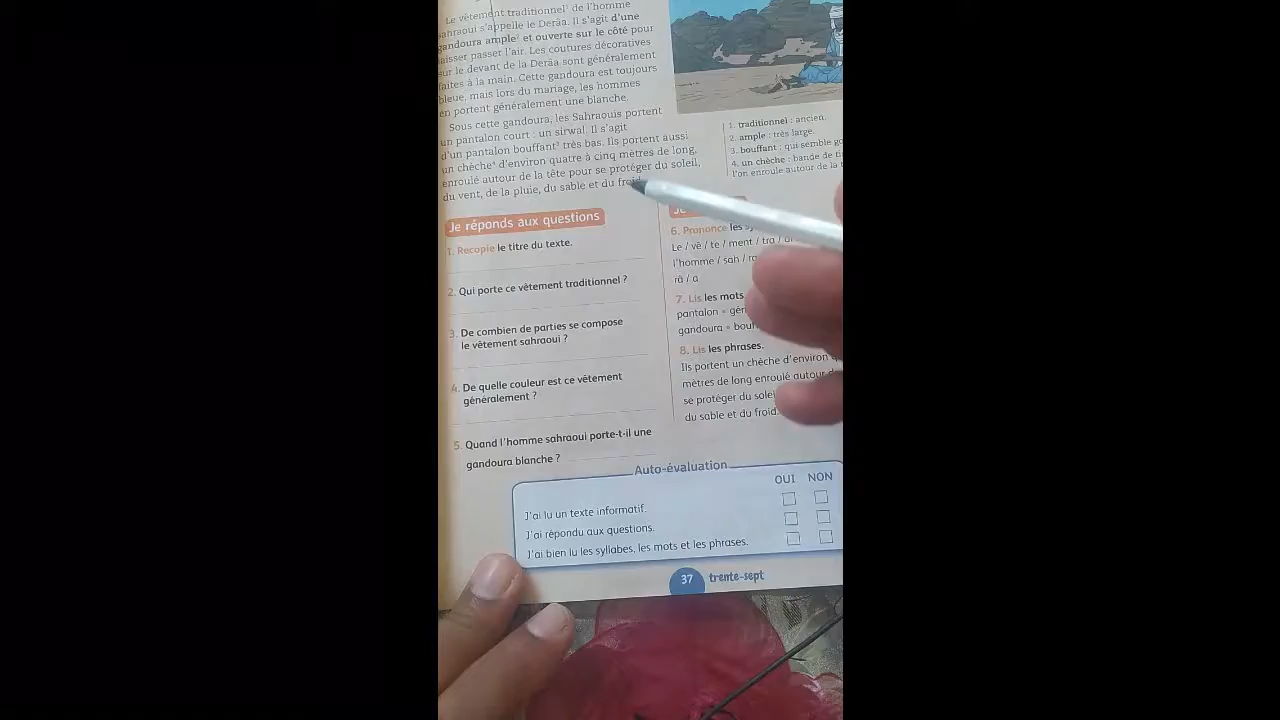 Le vêtement traditionnel¹ de l'homme
sahraoui s'appelle le Derâa. Il s'agit d'une
gandoura ample² et ouverte sur le côté pour
laisser passer l'air. Les coutures décoratives
sur le devant de la Derâa sont généralement
faites à la main. Cette gandoura est toujours
bleue, mais lors du mariage, les hommes
en portent généralement une blanche.
Sous cette gandoura, les Sahraouis portent
un pantalon court : un sirwal. Il s'agit
d'un pantalon bouffant³ très bas. Ils portent aussi
un chèche⁴ d'environ quatre à cinq mètres de long,
enroulé autour de la tête pour se protéger du soleil,
du vent, de la pluie, du sable et du froid.
1. traditionnel : ancien.
2. ample : très large.
3. bouffant : qui semble
4. un chèche : bande de
l'on enroule autour de la
Je réponds aux questions
1. Recopie le titre du texte.
2. Qui porte ce vêtement traditionnel ?
3. De combien de parties se compose
le vêtement sahraoui ?
4. De quelle couleur est ce vêtement
généralement ?
5. Quand l'homme sahraoui porte-t-il une
gandoura blanche ?
Je
6. Prononce les
Le / vê / te / ment / tra /
l'homme / sah /
râ / a
7. Lis les mots
pantalon •
gandoura •
8. Lis les phrases.
Ils portent un chèche d'environ
mètres de long enroulé autour
se protéger du
du sable et du froid.
Auto-évaluation
OUI NON
J'ai lu un texte informatif.
J'ai répondu aux questions.
J'ai bien lu les syllabes, les mots et les phrases.
37 trente-sept